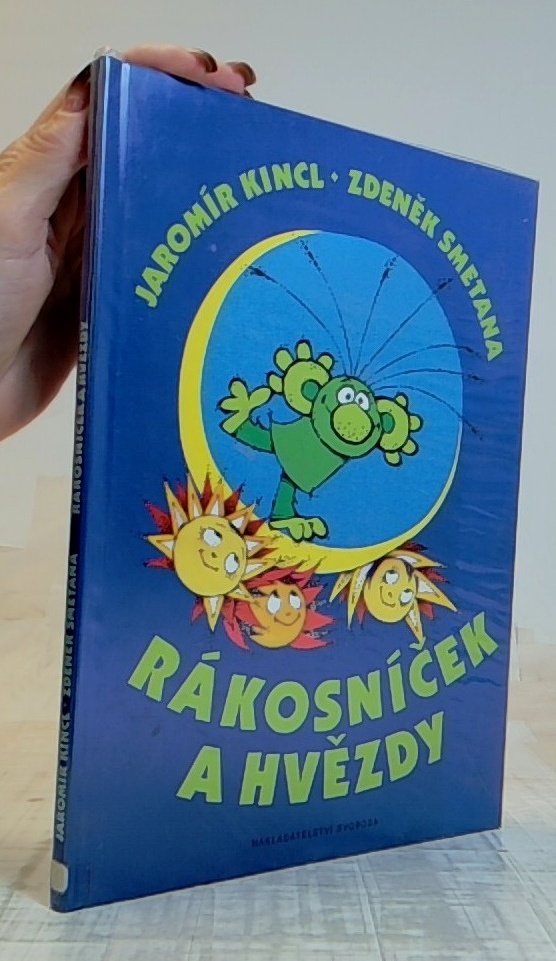 JAROMÍR KINCL · ZDENĚK SMETANA
RÁKOSNÍČEK
A HVĚZDY
NAKLADATELSTVÍ SVOBODA
JAROMÍR KINCL · ZDENĚK SMETANA RÁKOSNÍČEK A HVĚZDY